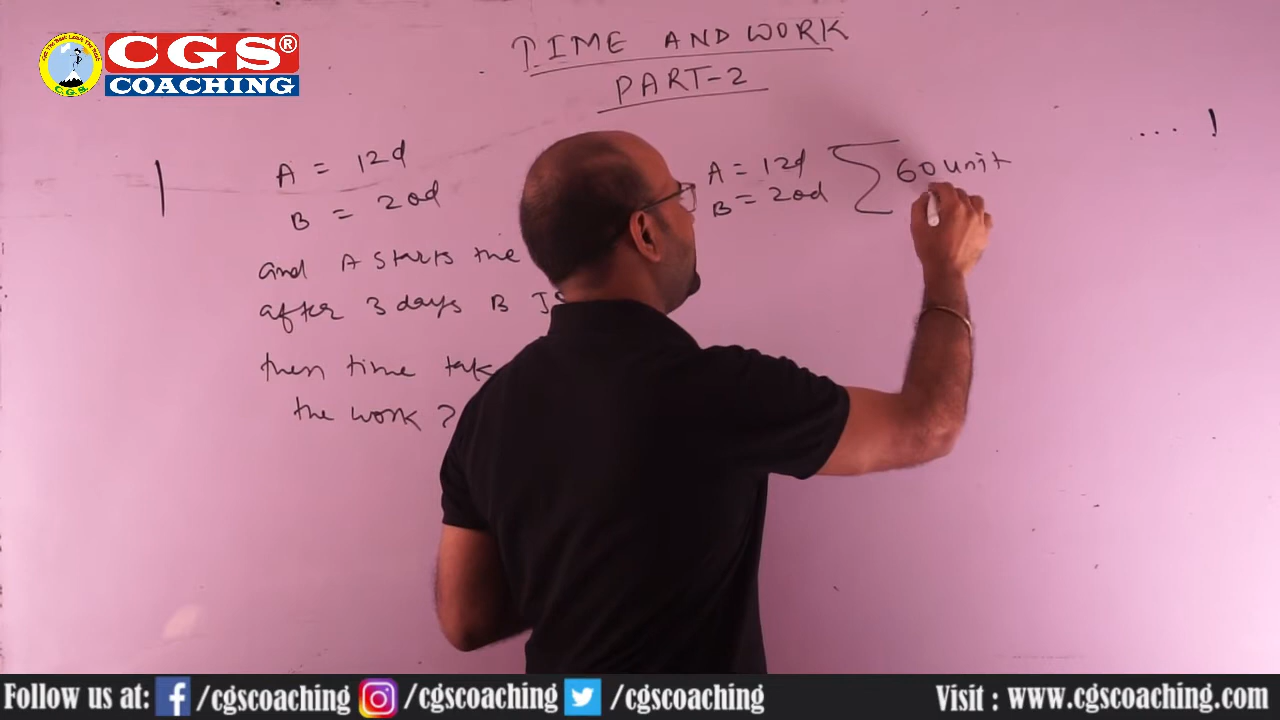 CGS®
COACHING
C.G.S.
TIME AND WORK
PART-2
A = 12d
B = 20d
and A starts the
after 3 days B
then time
the work ?
A = 12d
B = 20d
60 unit
.... !
Follow us at: /cgscoaching /cgscoaching /cgscoaching Visit : www.cgscoaching.com